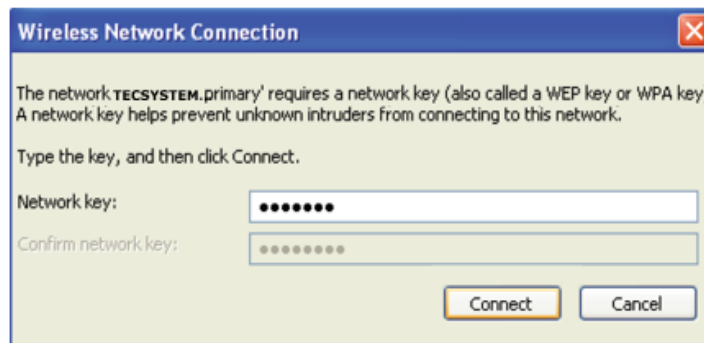 Wireless Network Connection
The network TECSYSTEM.primary' requires a network key (also called a WEP key or WPA key
A network key helps prevent unknown intruders from connecting to this network.
Type the key, and then click Connect.
Network key: •••••••
Confirm network key: ••••••••
Connect Cancel